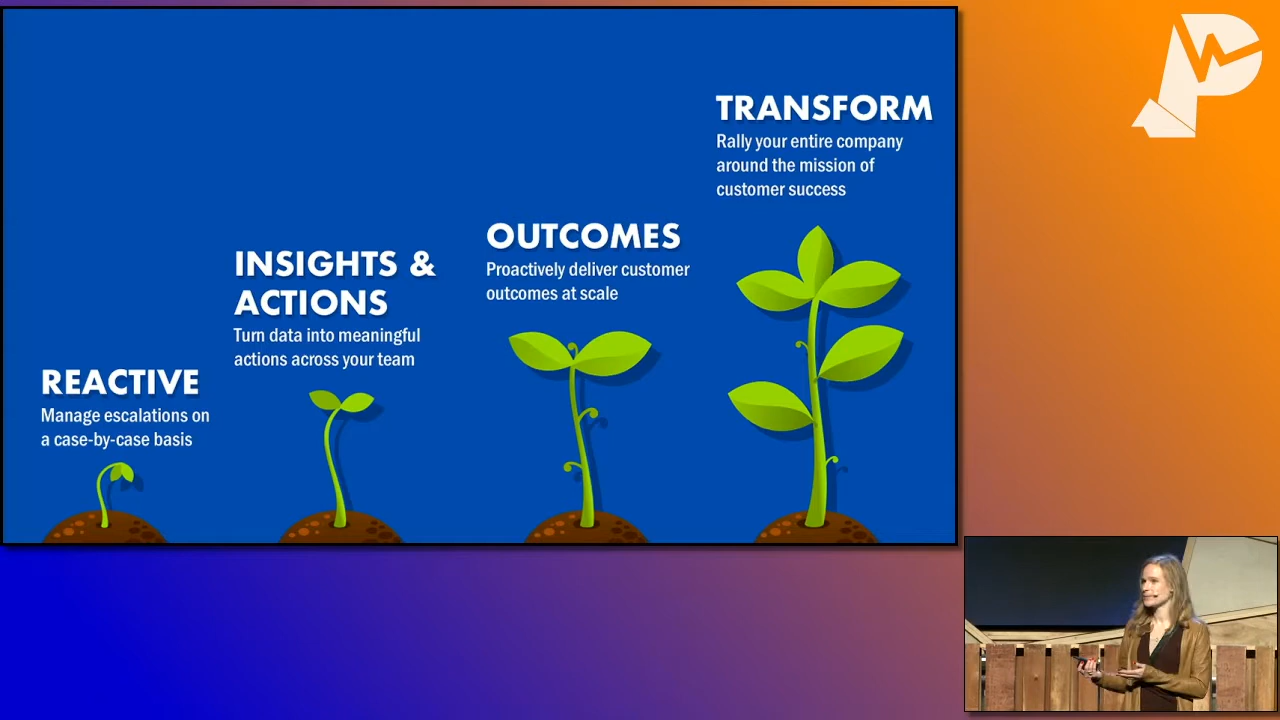 REACTIVE
Manage escalations on
a case-by-case basis
INSIGHTS &
ACTIONS
Turn data into meaningful
actions across your team
OUTCOMES
Proactively deliver customer
outcomes at scale
TRANSFORM
Rally your entire company
around the mission of
customer success